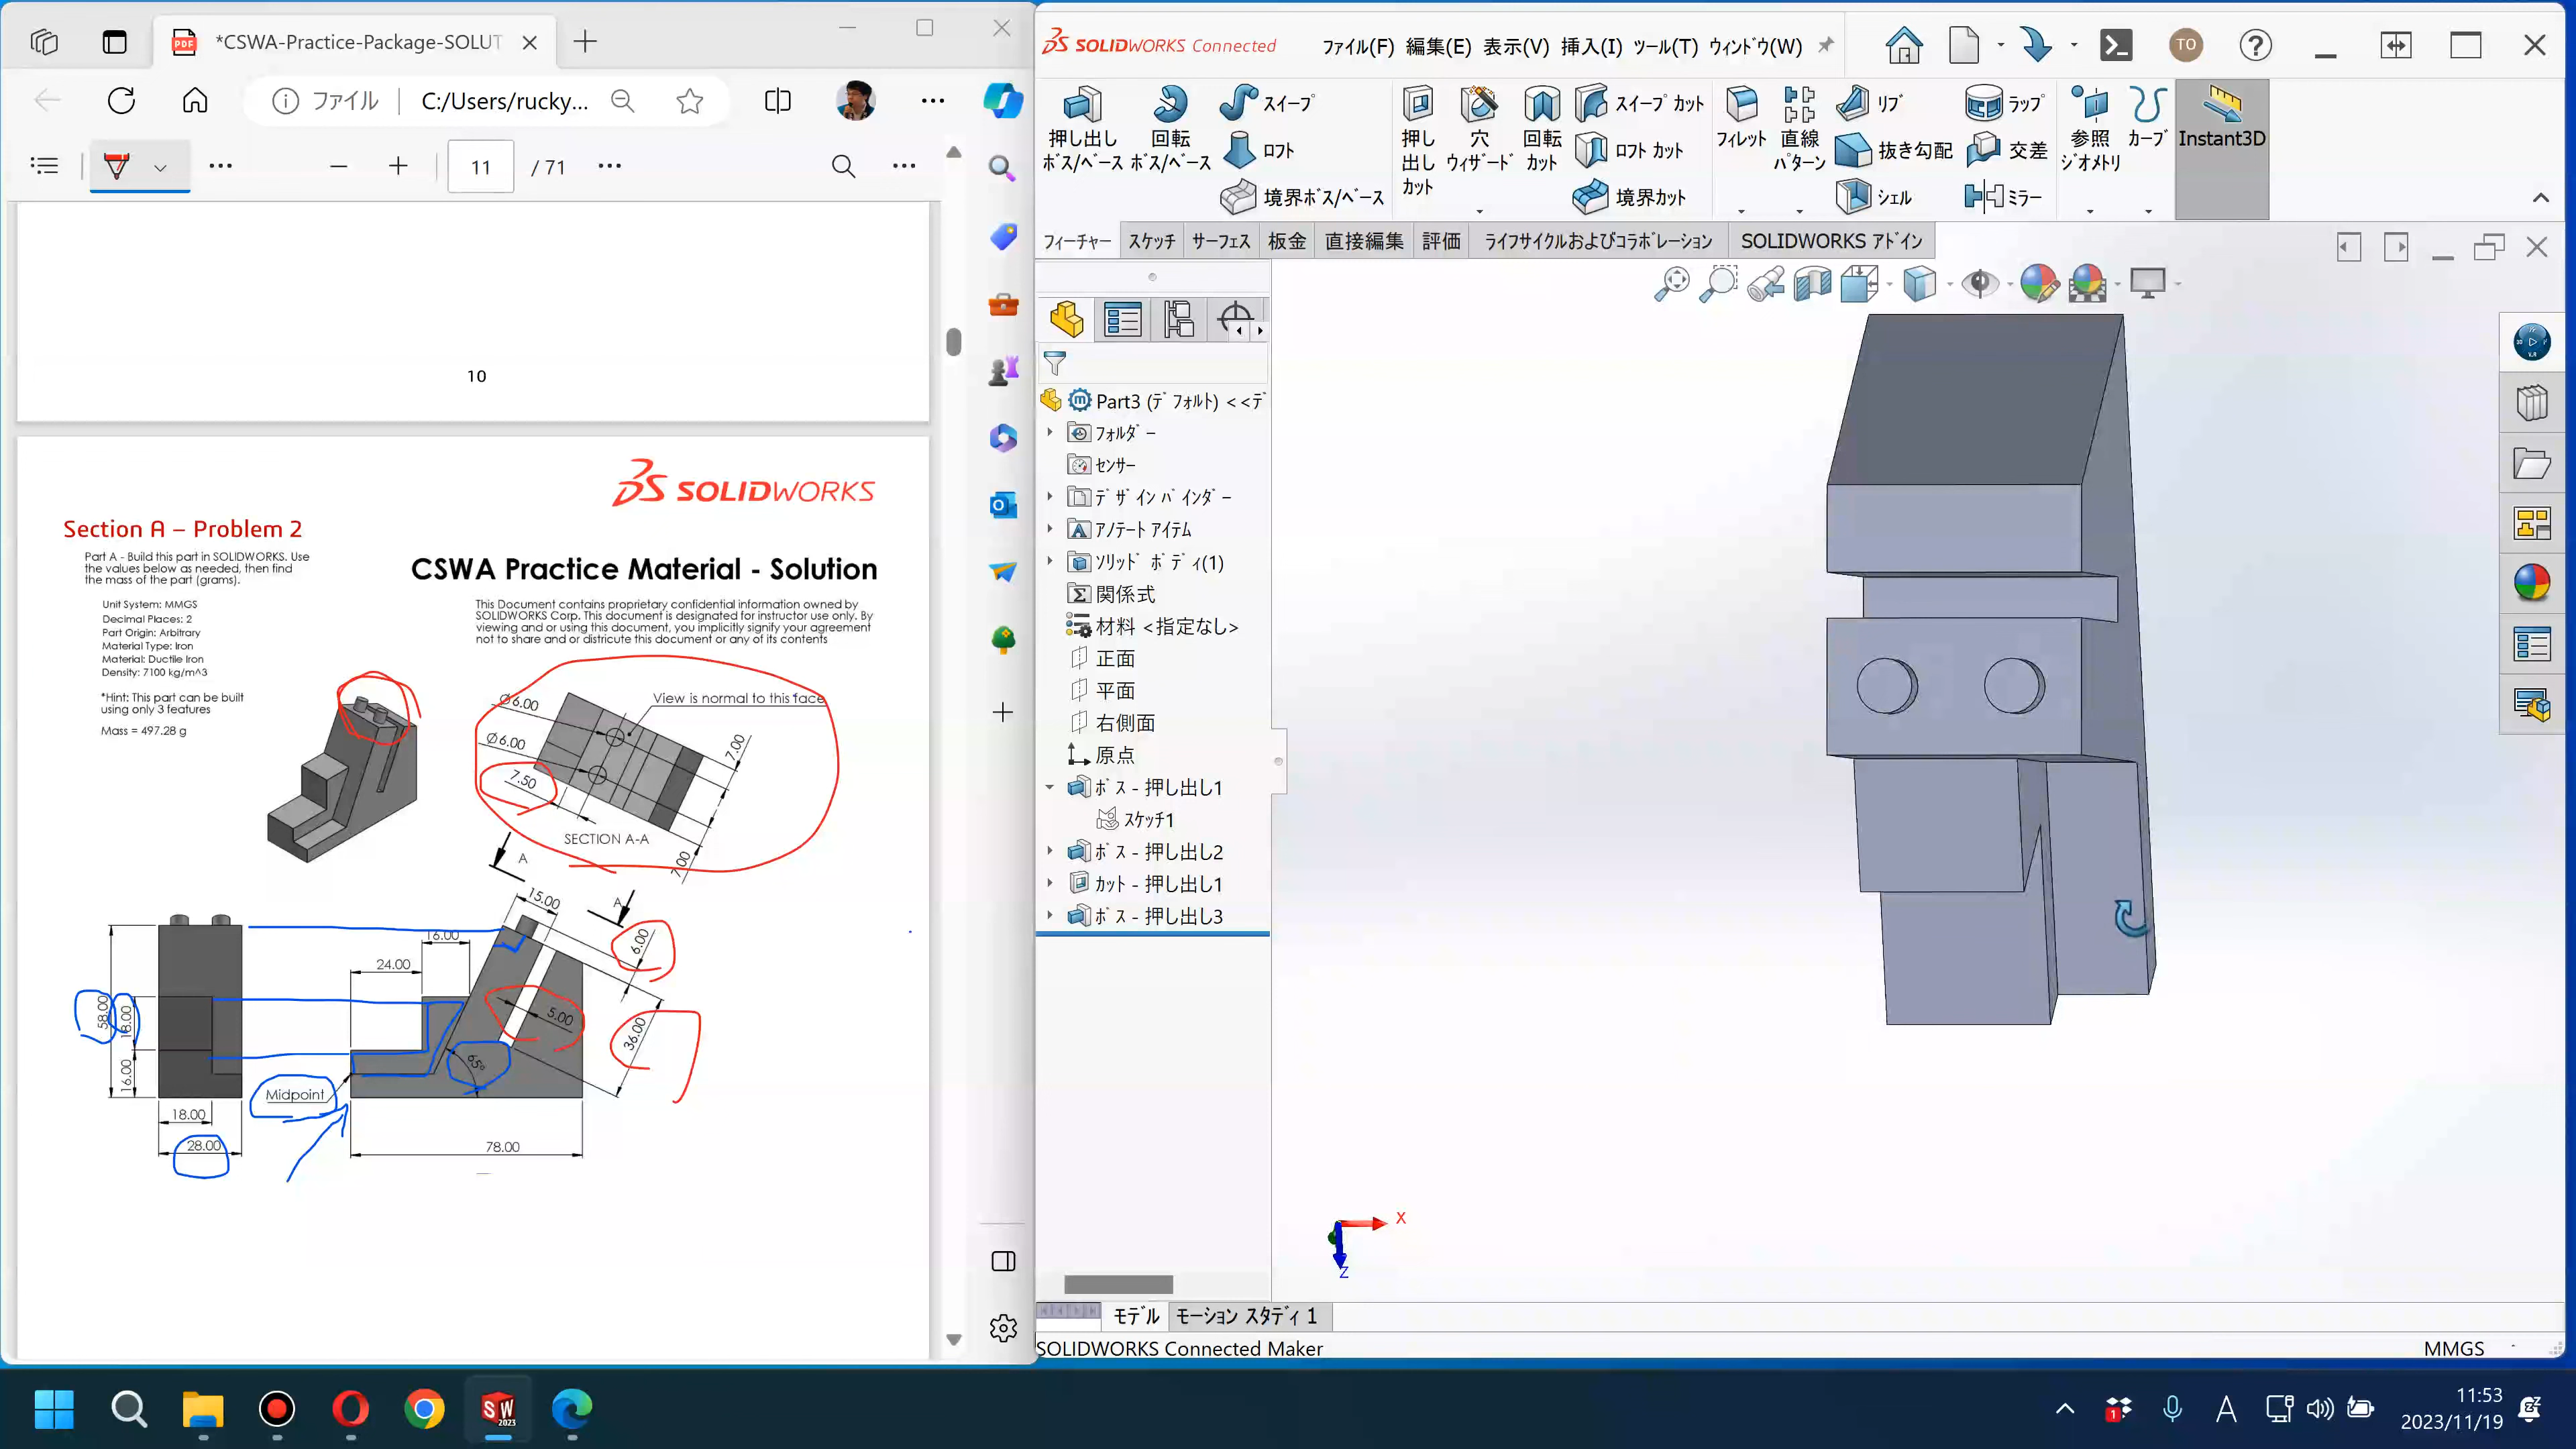 *CSWA-Practice-Package-SOLUT
ファイル
C:/Users/rucky...
11
/ 71
10
SOLIDWORKS
Section A – Problem 2
Part A - Build this part in SOLIDWORKS. Use
the values below as needed, then find
the mass of the part (grams).
CSWA Practice Material - Solution
Unit System: MMGS
Decimal Places: 2
Part Origin: Arbitrary
Material Type: Iron
Material: Ductile Iron
Density: 7100 kg/m^3
This Document contains proprietary confidential information owned by
SOLIDWORKS Corp. This document is designated for instructor use only. By
viewing and or using this document, you implicitly signify your agreement
not to share and or districute this document or any of its contents
*Hint: This part can be built
using only 3 features
Mass = 497.28 g
View is normal to this face
Ø6.00
Ø6.00
7.50
7.00
7.00
SECTION A-A
A
A
15.00
16.00
24.00
6.00
5.00
36.00
65°
58.00
18.00
16.00
Midpoint
18.00
28.00
78.00
SOLIDWORKS Connected
ファイル(F) 編集(E) 表示(V) 挿入(I) ツール(T) ウィンドウ(W)
TO
押し出し
ボス/ベース
回転
ボス/ベース
スイープ
ロフト
境界ボス/ベース
押し
出し
カット
穴
ウィザード
回転
カット
スイープ カット
ロフト カット
境界カット
フィレット
直線
パターン
リブ
抜き勾配
シェル
ラップ
交差
ミラー
参照
ジオメトリ
カーブ
Instant3D
フィーチャー スケッチ サーフェス 板金 直接編集 評価 ライフサイクルおよびコラボレーション SOLIDWORKS アドイン
Part3 (デフォルト) <<デ
フォルダー
センサー
デザイン バインダー
アノテート アイテム
ソリッド ボディ(1)
関係式
材料 <指定なし>
正面
平面
右側面
原点
ボス - 押し出し1
スケッチ1
ボス - 押し出し2
カット - 押し出し1
ボス - 押し出し3
X
Z
モデル モーション スタディ 1
SOLIDWORKS Connected Maker
MMGS
SW
2023
1
A
11:53
2023/11/19